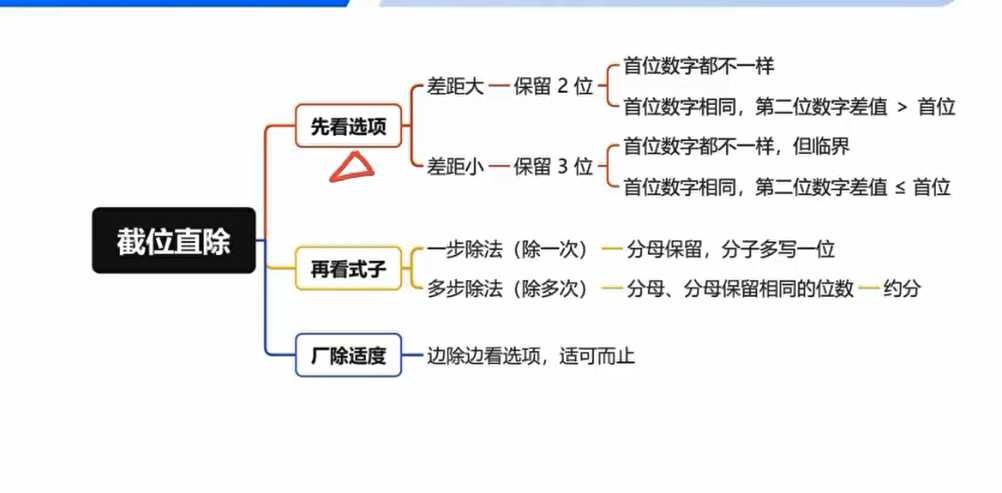 截位直除
先看选项
差距大
保留 2 位
首位数字都不一样
首位数字相同，第二位数字差值 > 首位
差距小
保留 3 位
首位数字都不一样，但临界
首位数字相同，第二位数字差值 ≤ 首位
再看式子
一步除法（除一次）
分母保留，分子多写一位
多步除法（除多次）
分母、分母保留相同的位数
约分
厂除适度
边除边看选项，适可而止